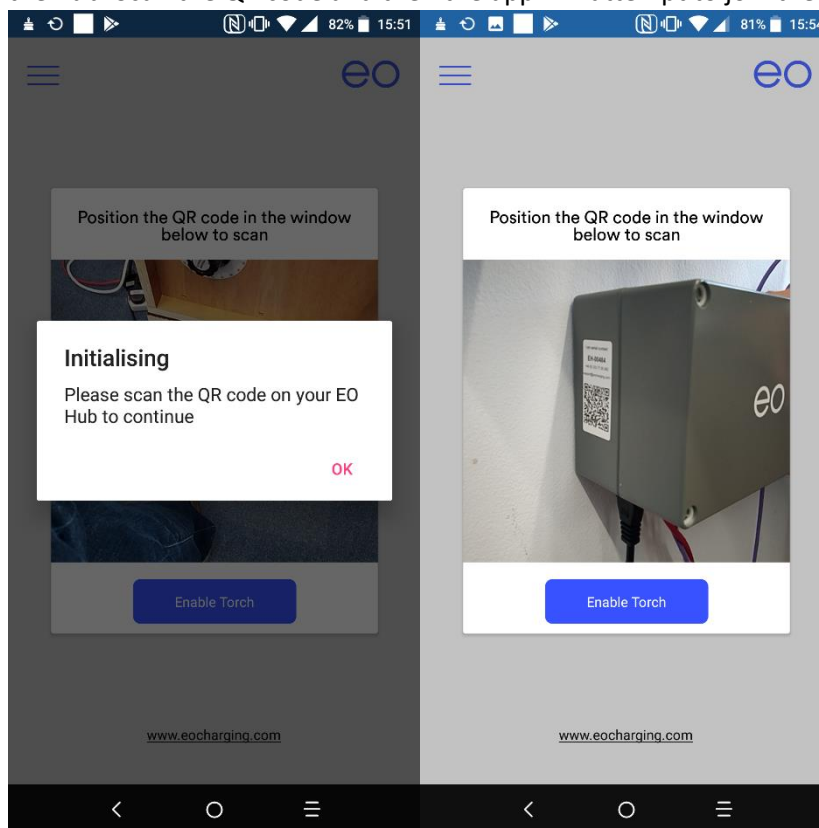 82% 15:51
eo
Position the QR code in the window
below to scan
Initialising
Please scan the QR code on your EO
Hub to continue
OK
Enable Torch
www.eocharging.com
81% 15:54
eo
Position the QR code in the window
below to scan
eo
Enable Torch
www.eocharging.com